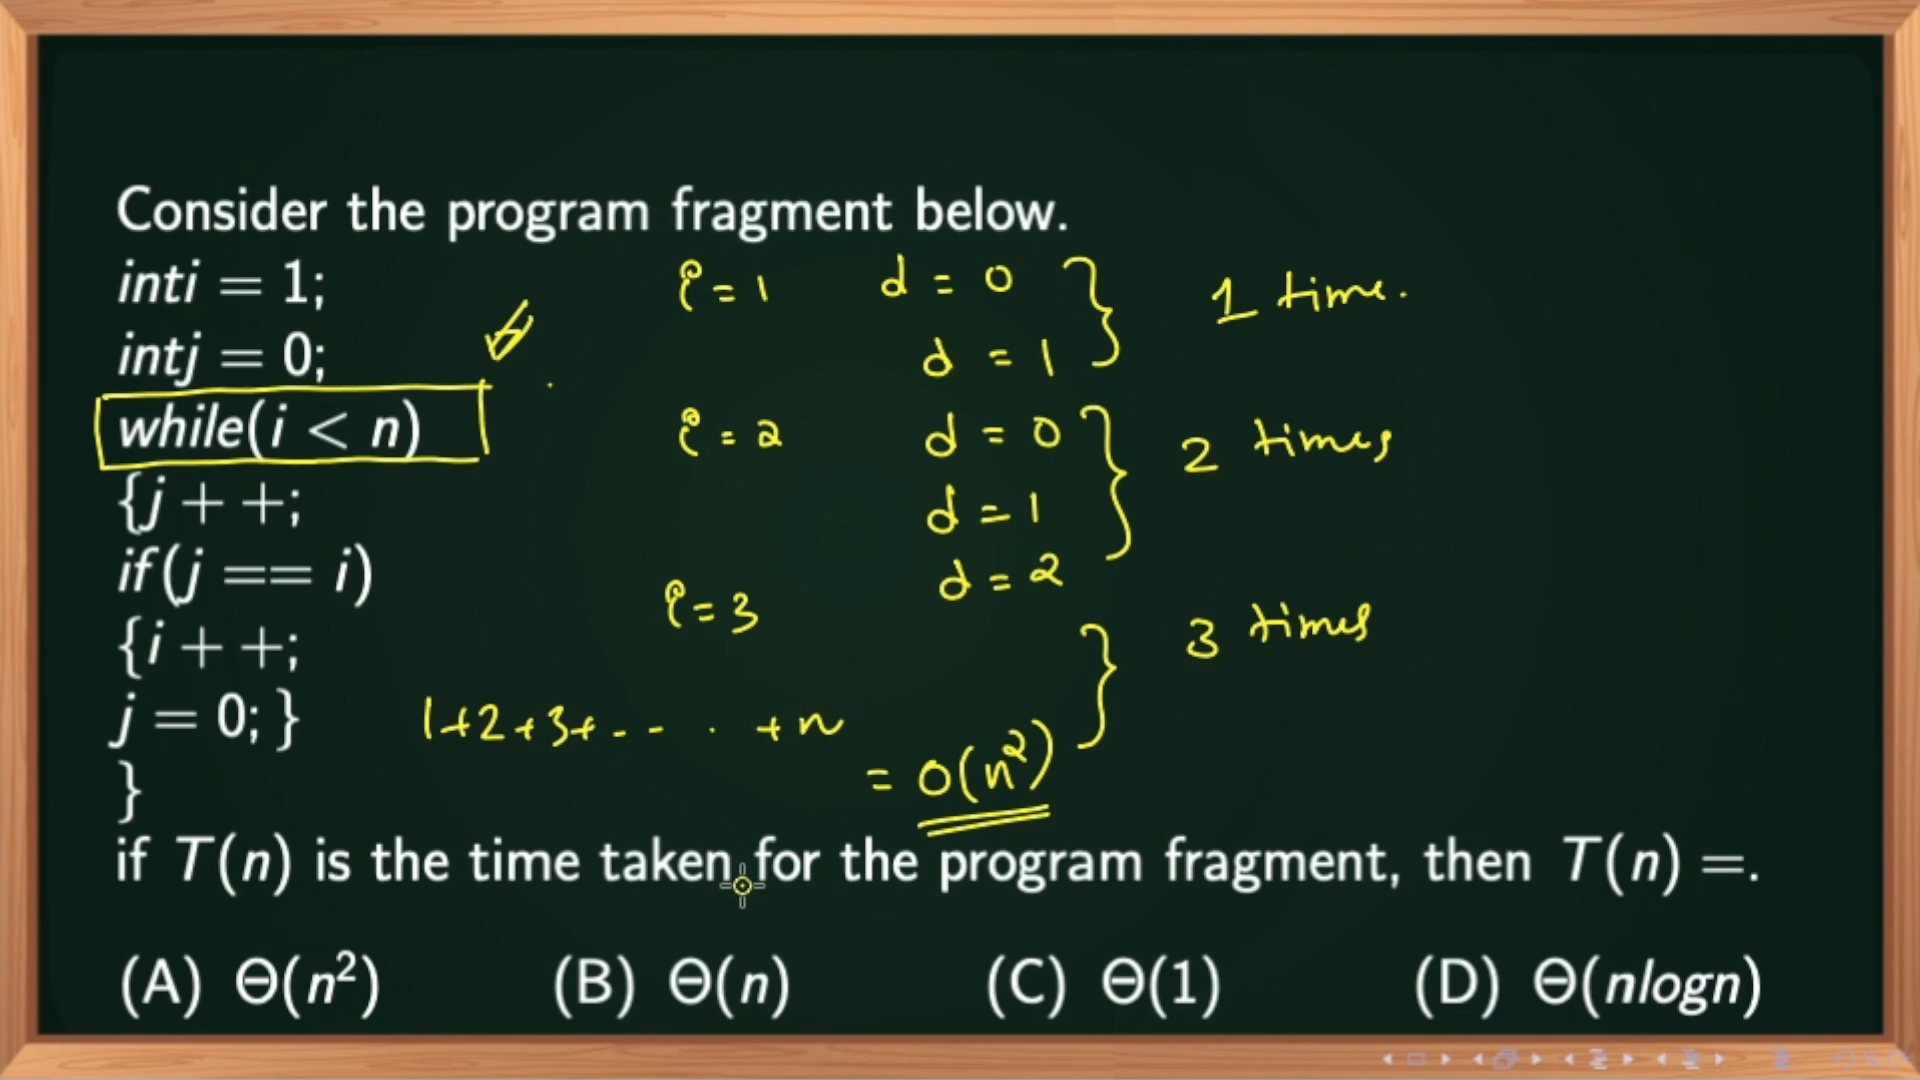 Consider the program fragment below.
inti = 1;
intj = 0;
while(i < n)
{j + +;
if(j == i)
{i + +;
j = 0; }
}
i=1 j = 0 } 1 time.
j = 1
i=2 j = 0 } 2 times
j = 1
j = 2
i=3 } 3 times
1+2+3+-- . . +n
= O(n²)
if T(n) is the time taken for the program fragment, then T(n) =.
(A) Θ(n²) (B) Θ(n) (C) Θ(1) (D) Θ(nlogn)